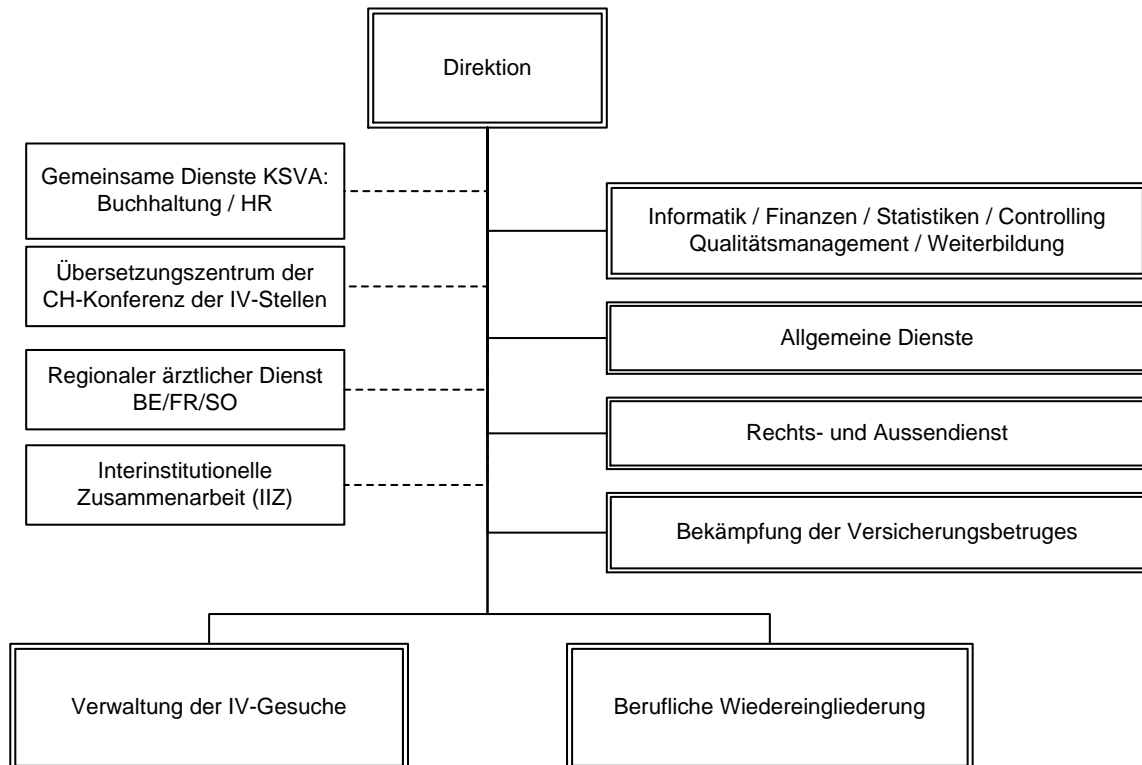 Direktion
Gemeinsame Dienste KSVA:
Buchhaltung / HR
Übersetzungszentrum der
CH-Konferenz der IV-Stellen
Regionaler ärztlicher Dienst
BE/FR/SO
Interinstitutionelle
Zusammenarbeit (IIZ)
Informatik / Finanzen / Statistiken / Controlling
Qualitätsmanagement / Weiterbildung
Allgemeine Dienste
Rechts- und Aussendienst
Bekämpfung der Versicherungsbetruges
Verwaltung der IV-Gesuche
Berufliche Wiedereingliederung